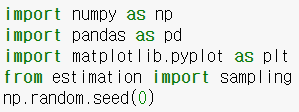 import numpy as np
import pandas as pd
import matplotlib.pyplot as plt
from estimation import sampling
np.random.seed(0)